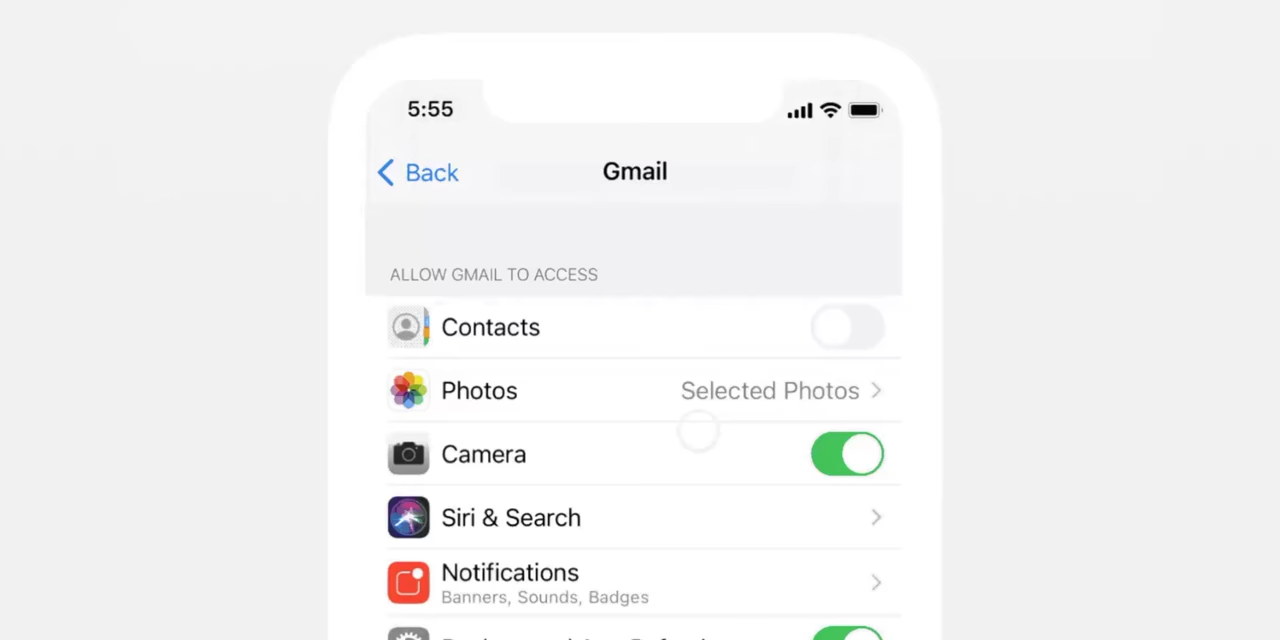 5:55
Back
Gmail
ALLOW GMAIL TO ACCESS
Contacts
Photos
Selected Photos
Camera
Siri & Search
Notifications
Banners, Sounds, Badges